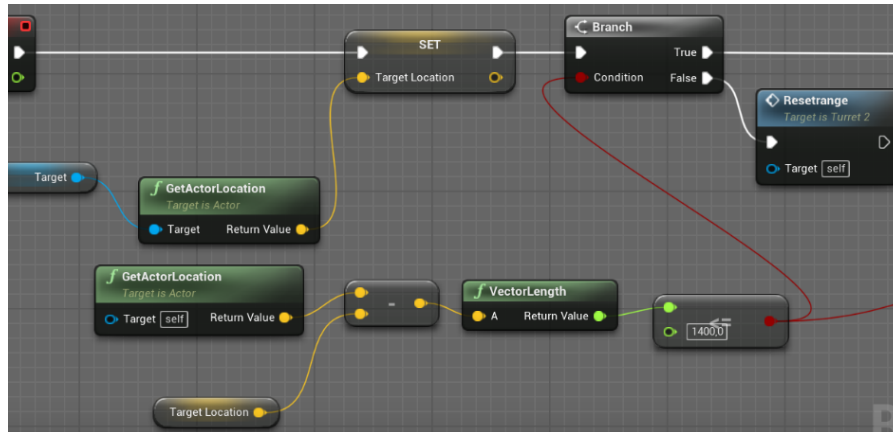 SET
Target Location
Branch
True
Condition
False
Resetrange
Target is Turret 2
Target self
Target
GetActorLocation
Target is Actor
Target
Return Value
GetActorLocation
Target is Actor
Target self
Return Value
-
VectorLength
A
Return Value
<=
1400,0
Target Location